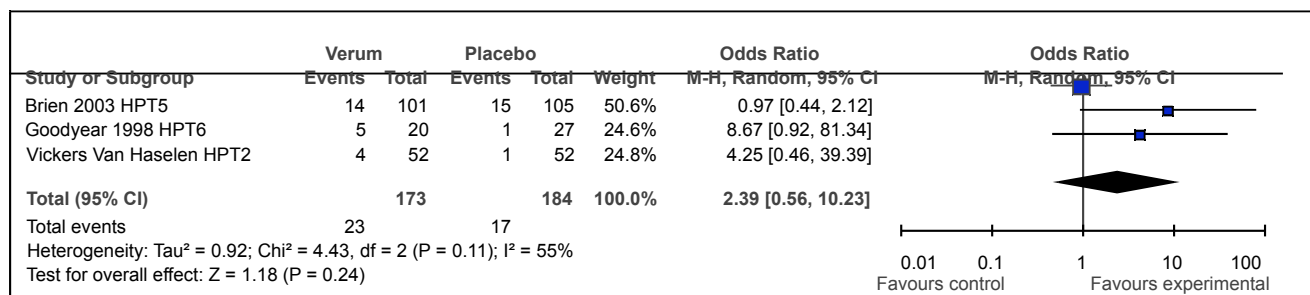 Verum Placebo Odds Ratio Odds Ratio
Study or Subgroup Events Total Events Total Weight M-H, Random, 95% CI M-H, Random, 95% CI
Brien 2003 HPT5 14 101 15 105 50.6% 0.97 [0.44, 2.12]
Goodyear 1998 HPT6 5 20 1 27 24.6% 8.67 [0.92, 81.34]
Vickers Van Haselen HPT2 4 52 1 52 24.8% 4.25 [0.46, 39.39]
Total (95% CI) 173 184 100.0% 2.39 [0.56, 10.23]
Total events 23 17
Heterogeneity: Tau² = 0.92; Chi² = 4.43, df = 2 (P = 0.11); I² = 55%
Test for overall effect: Z = 1.18 (P = 0.24)
0.01 0.1 1 10 100
Favours control Favours experimental